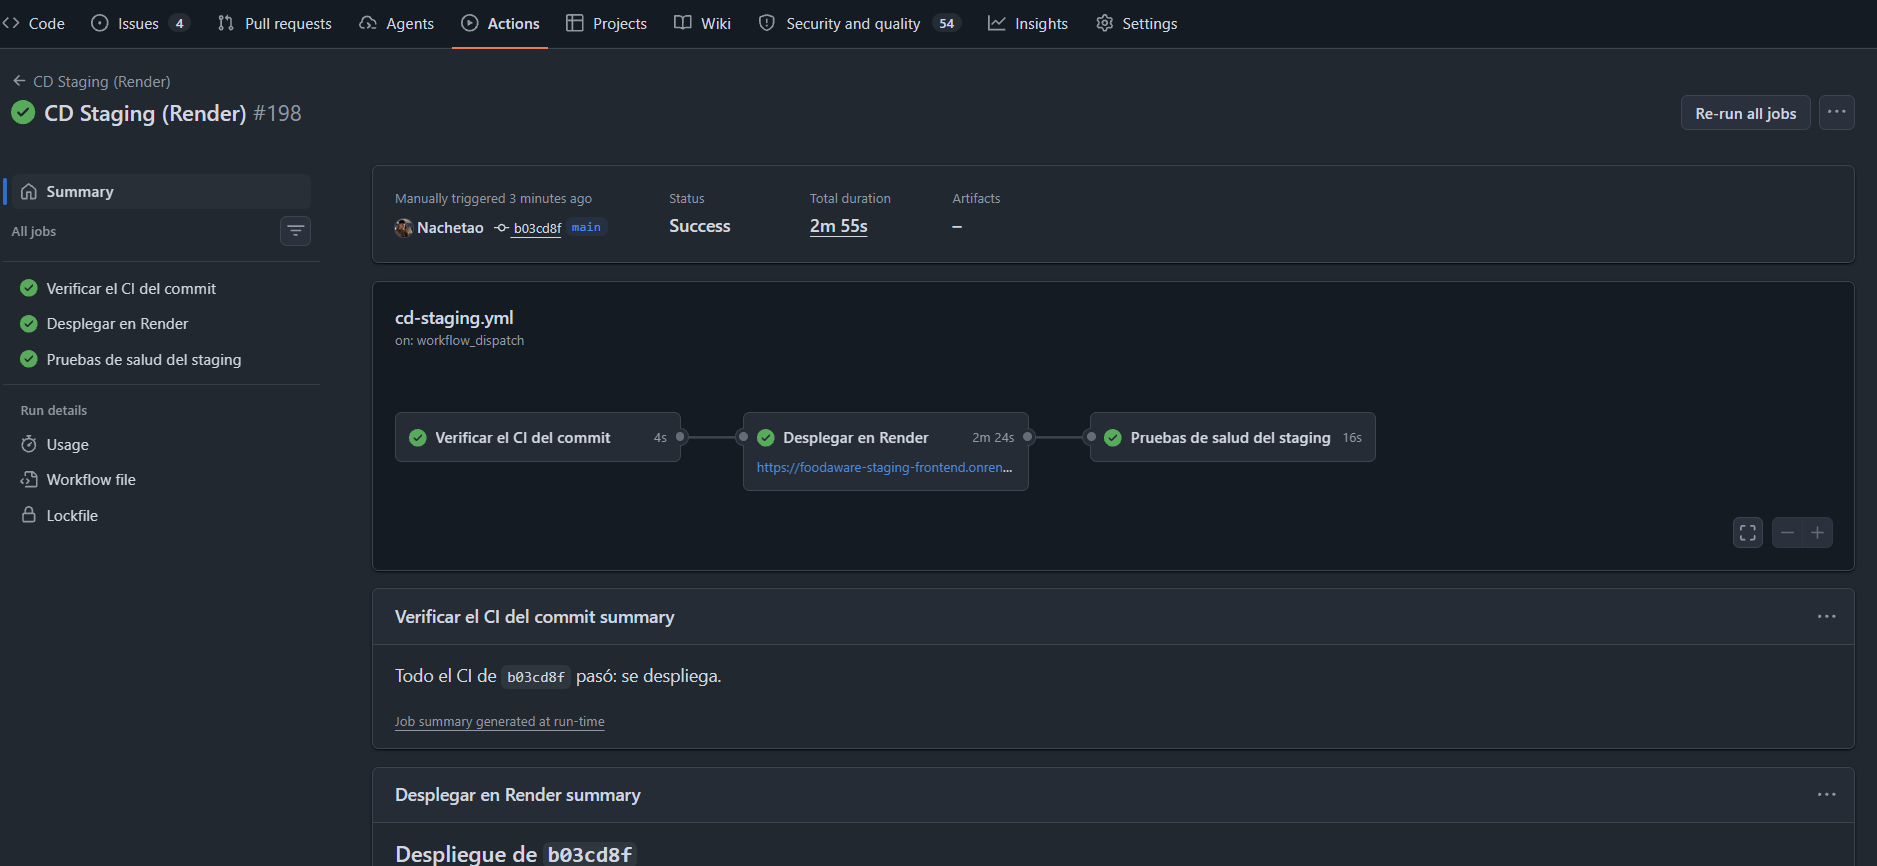 Code Issues 4 Pull requests Agents Actions Projects Wiki Security and quality 54 Insights Settings
CD Staging (Render)
CD Staging (Render) #198
Re-run all jobs
Summary
All jobs
Verificar el CI del commit
Desplegar en Render
Pruebas de salud del staging
Run details
Usage
Workflow file
Lockfile
Manually triggered 3 minutes ago
Nachetao b03cd8f main
Status
Success
Total duration
2m 55s
Artifacts
–
cd-staging.yml
on: workflow_dispatch
Verificar el CI del commit 4s
Desplegar en Render 2m 24s
https://foodaware-staging-frontend.onren...
Pruebas de salud del staging 16s
Verificar el CI del commit summary
Todo el CI de b03cd8f pasó: se despliega.
Job summary generated at run-time
Desplegar en Render summary
Despliegue de b03cd8f